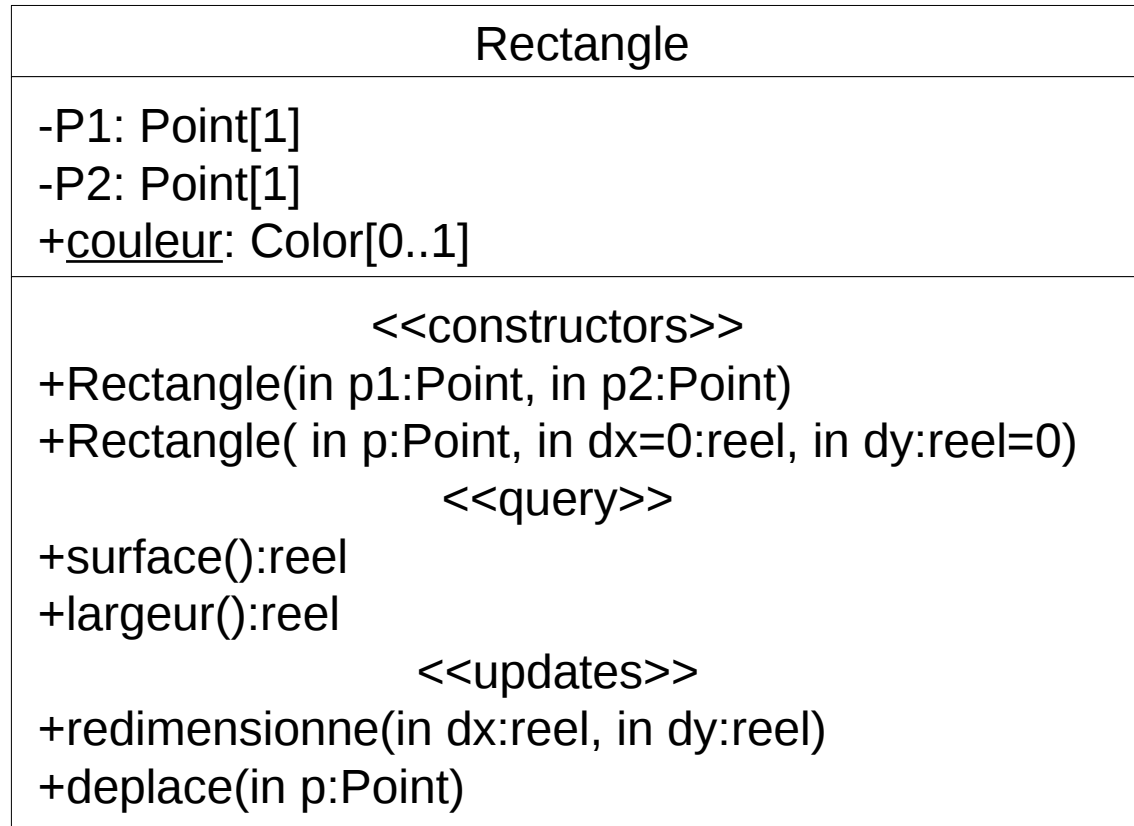 Rectangle
-P1: Point[1]
-P2: Point[1]
+couleur: Color[0..1]
<<constructors>>
+Rectangle(in p1:Point, in p2:Point)
+Rectangle( in p:Point, in dx=0:reel, in dy:reel=0)
<<query>>
+surface():reel
+largeur():reel
<<updates>>
+redimensionne(in dx:reel, in dy:reel)
+deplace(in p:Point)